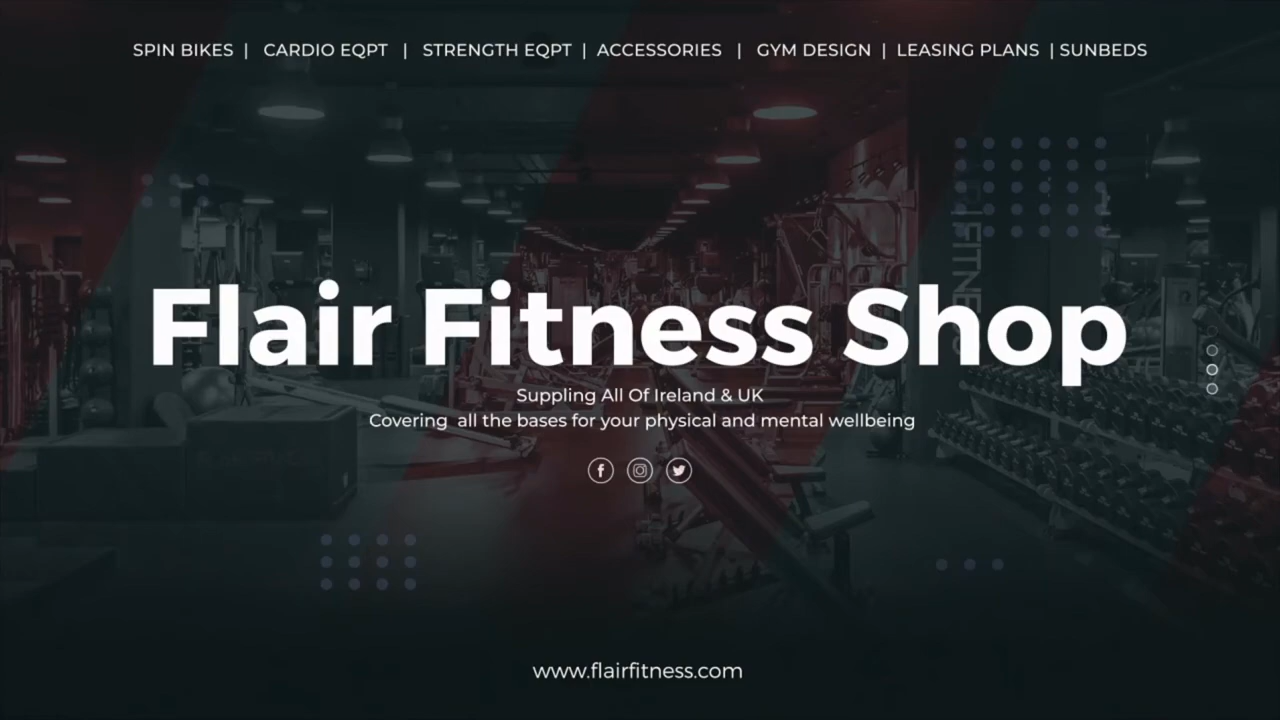 SPIN BIKES | CARDIO EQPT | STRENGTH EQPT | ACCESSORIES | GYM DESIGN | LEASING PLANS | SUNBEDS
Flair Fitness Shop
Suppling All Of Ireland & UK
Covering all the bases for your physical and mental wellbeing
www.flairfitness.com